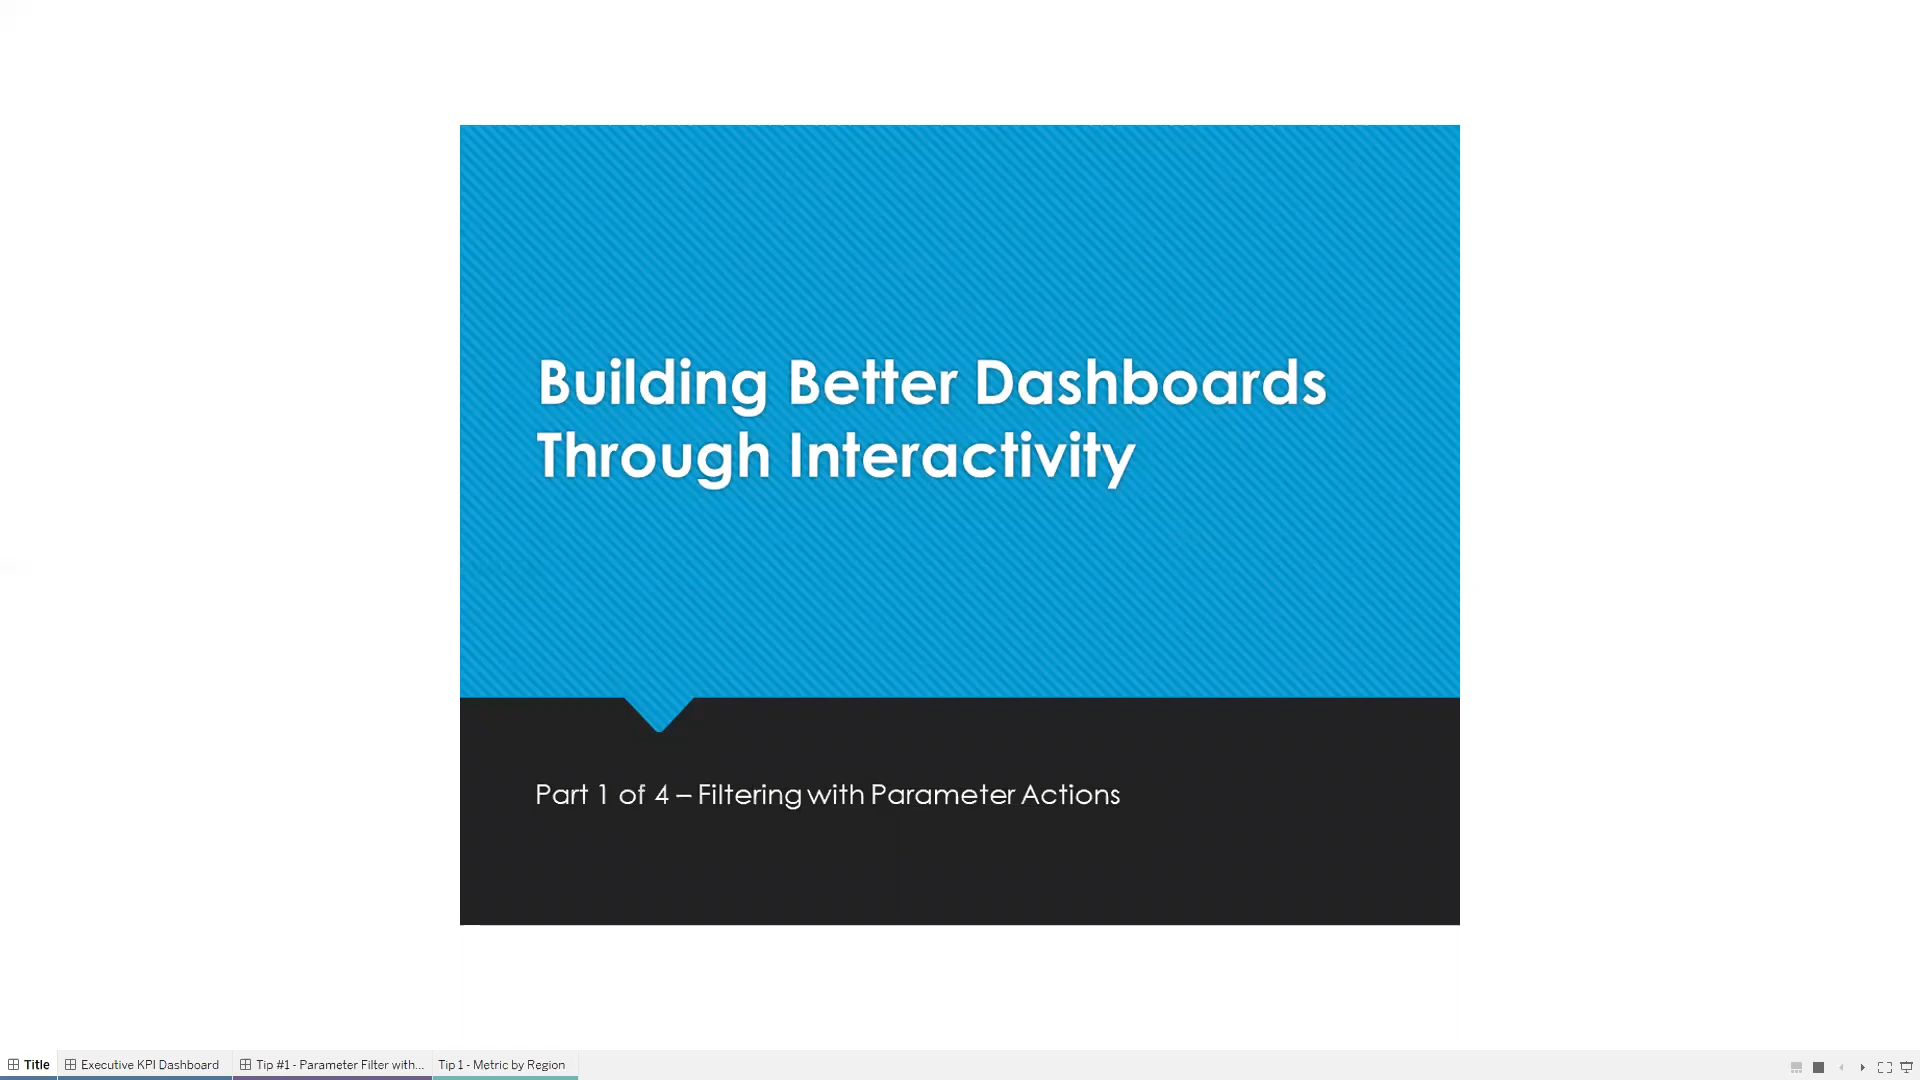 Building Better Dashboards
Through Interactivity
Part 1 of 4 – Filtering with Parameter Actions
Title
Executive KPI Dashboard
Tip #1 - Parameter Filter with...
Tip 1 - Metric by Region